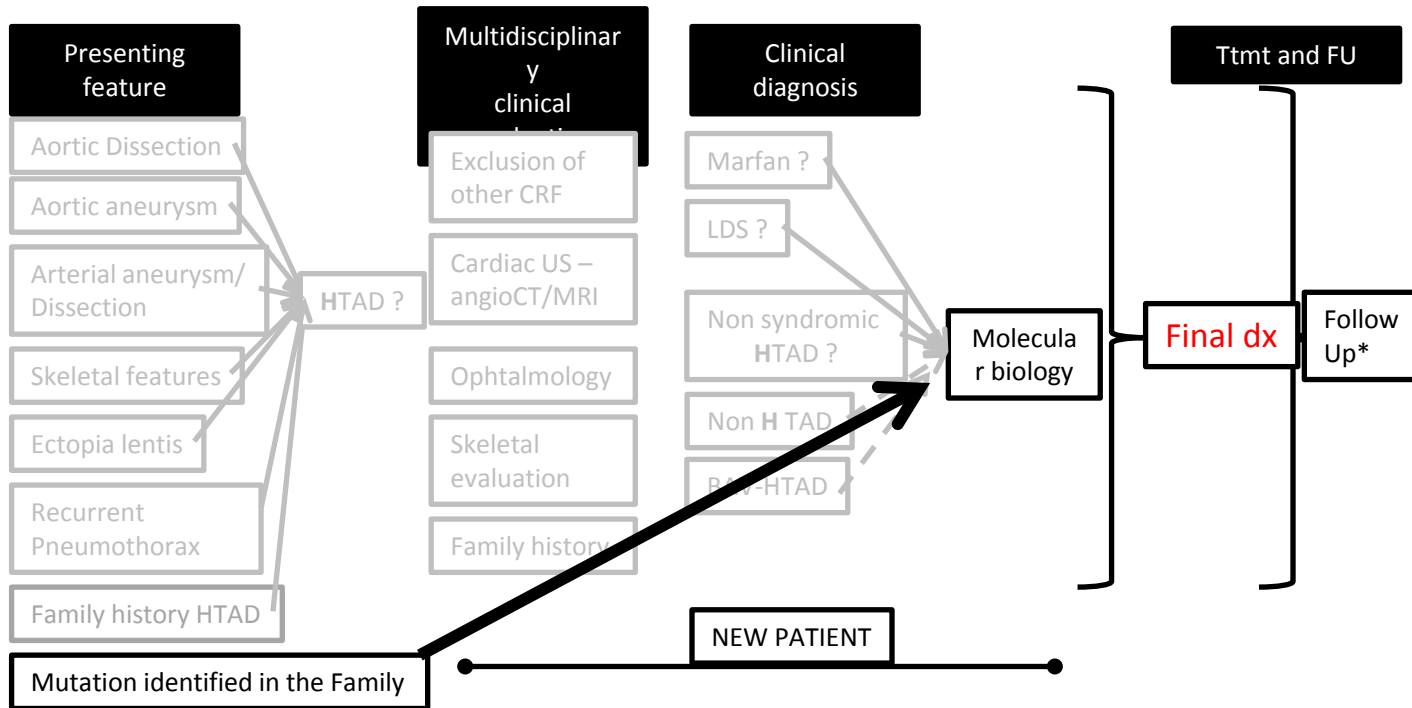 Presenting
feature
Aortic Dissection
Aortic aneurysm
Arterial aneurysm/
Dissection
Skeletal features
Ectopia lentis
Recurrent
Pneumothorax
Family history HTAD
Mutation identified in the Family
HTAD ?
Multidisciplinar
y
clinical
Exclusion of
other CRF
Cardiac US –
angioCT/MRI
Ophtalmology
Skeletal
evaluation
Family history
Clinical
diagnosis
Marfan ?
LDS ?
Non syndromic
HTAD ?
Non H TAD
BAV-HTAD
NEW PATIENT
Molecula
r biology
Ttmt and FU
Final dx
Follow
Up*